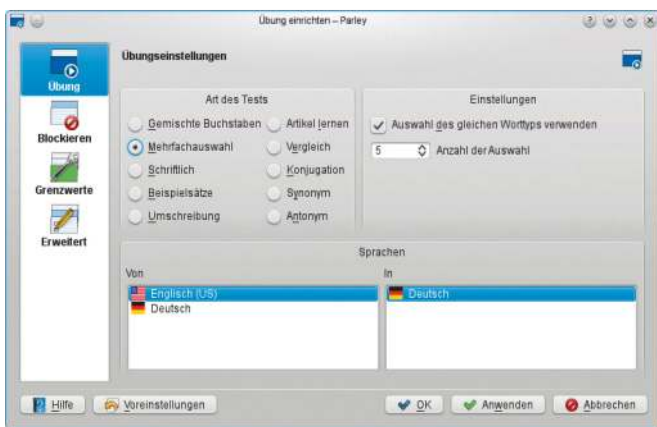 Übung einrichten – Parley
Übung
Blockieren
Grenzwerte
Erweitert
Übungseinstellungen
Art des Tests
Gemischte Buchstaben Artikel lernen
Mehrfachauswahl Vergleich
Schriftlich Konjugation
Beispielsätze Synonym
Umschreibung Antonym
Einstellungen
Auswahl des gleichen Worttyps verwenden
5 Anzahl der Auswahl
Sprachen
Von In
Englisch (US) Deutsch
Deutsch
Hilfe Voreinstellungen OK Anwenden Abbrechen